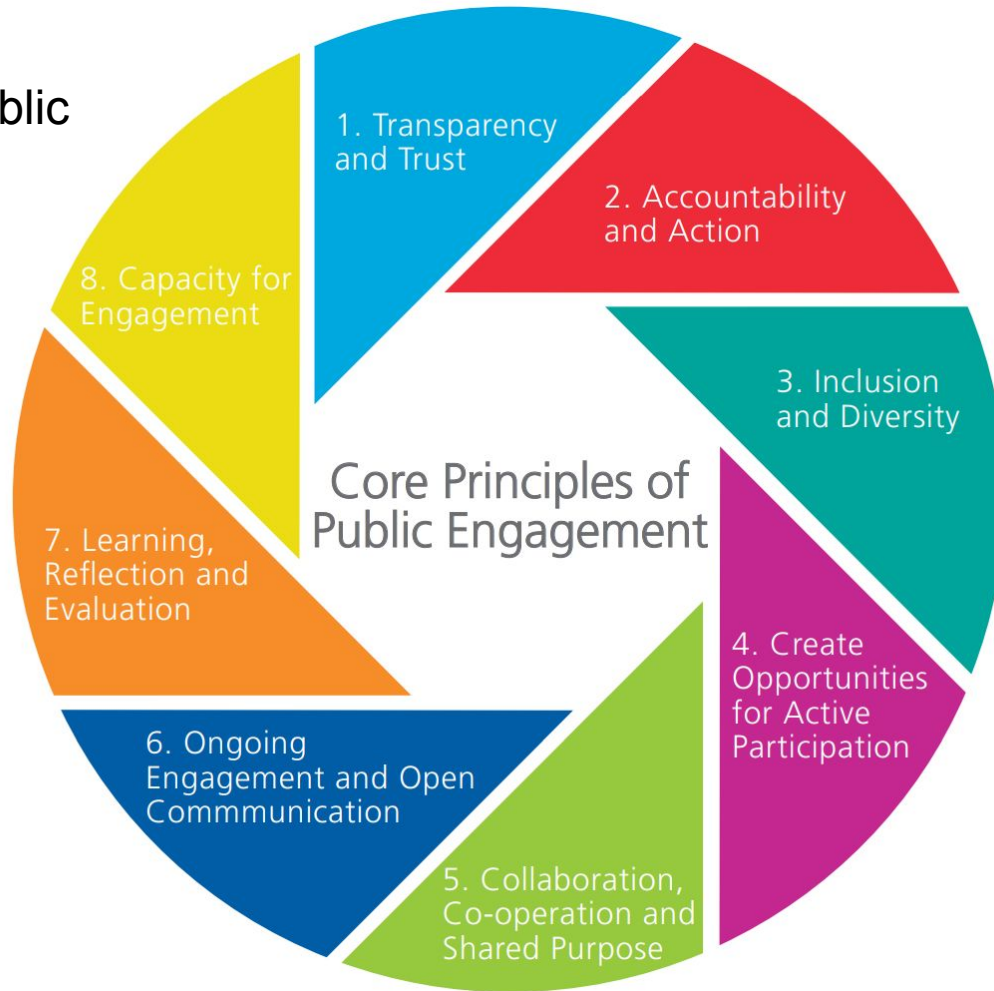 blic
1. Transparency
and Trust
2. Accountability
and Action
3. Inclusion
and Diversity
4. Create
Opportunities
for Active
Participation
5. Collaboration,
Co-operation and
Shared Purpose
6. Ongoing
Engagement and Open
Commmunication
7. Learning,
Reflection and
Evaluation
8. Capacity for
Engagement
Core Principles of
Public Engagement